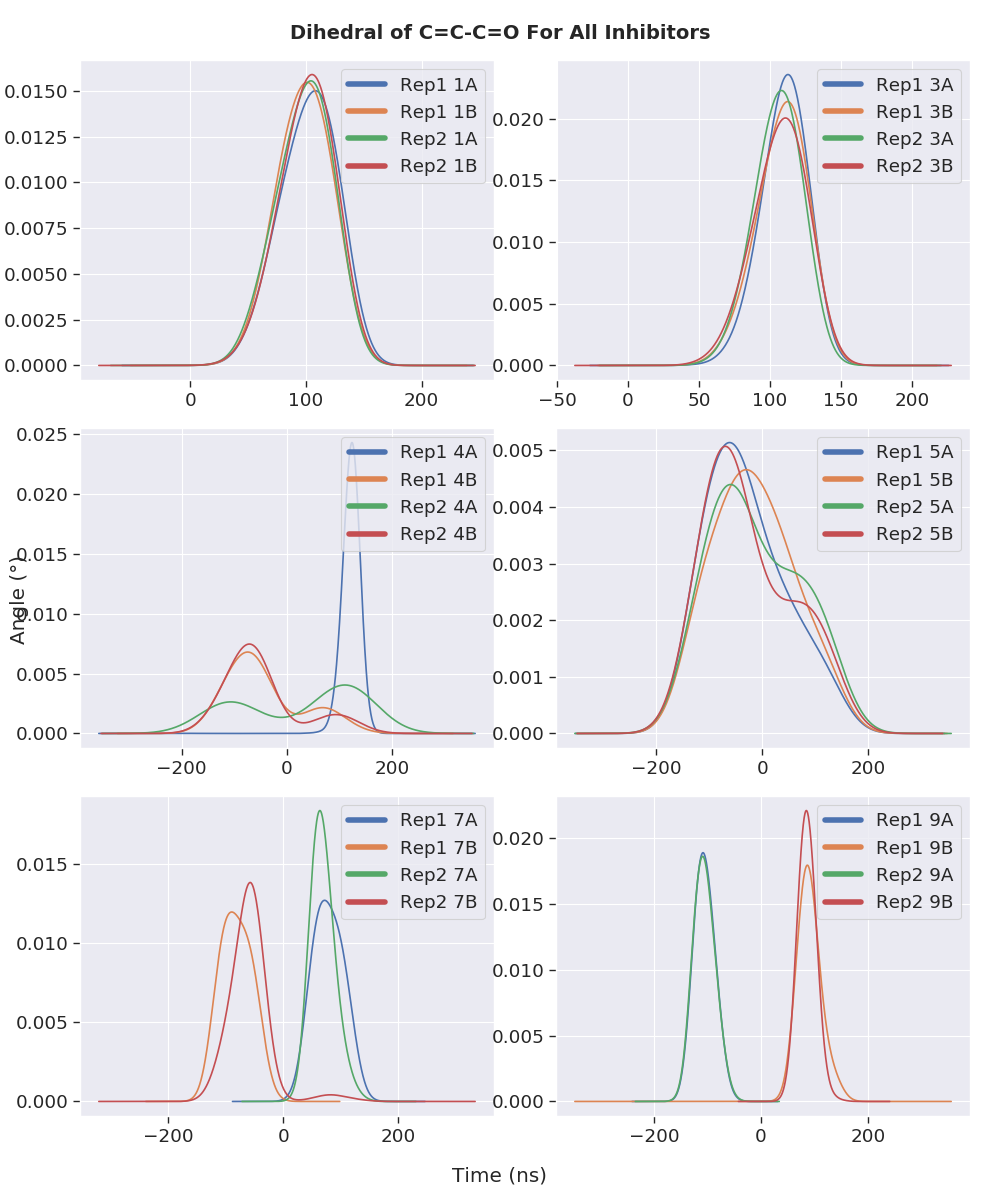 Dihedral of C=C-C=O For All Inhibitors
0.0150
0.0125
0.0100
0.0075
0.0050
0.0025
0.0000
0 100 200
Rep1 1A
Rep1 1B
Rep2 1A
Rep2 1B
0.020
0.015
0.010
0.005
0.000
−50 0 50 100 150 200
Rep1 3A
Rep1 3B
Rep2 3A
Rep2 3B
0.025
0.020
0.015
0.010
0.005
0.000
−200 0 200
Rep1 4A
Rep1 4B
Rep2 4A
Rep2 4B
Angle (°)
0.005
0.004
0.003
0.002
0.001
0.000
−200 0 200
Rep1 5A
Rep1 5B
Rep2 5A
Rep2 5B
0.015
0.010
0.005
0.000
−200 0 200
Rep1 7A
Rep1 7B
Rep2 7A
Rep2 7B
0.020
0.015
0.010
0.005
0.000
−200 0 200
Rep1 9A
Rep1 9B
Rep2 9A
Rep2 9B
Time (ns)